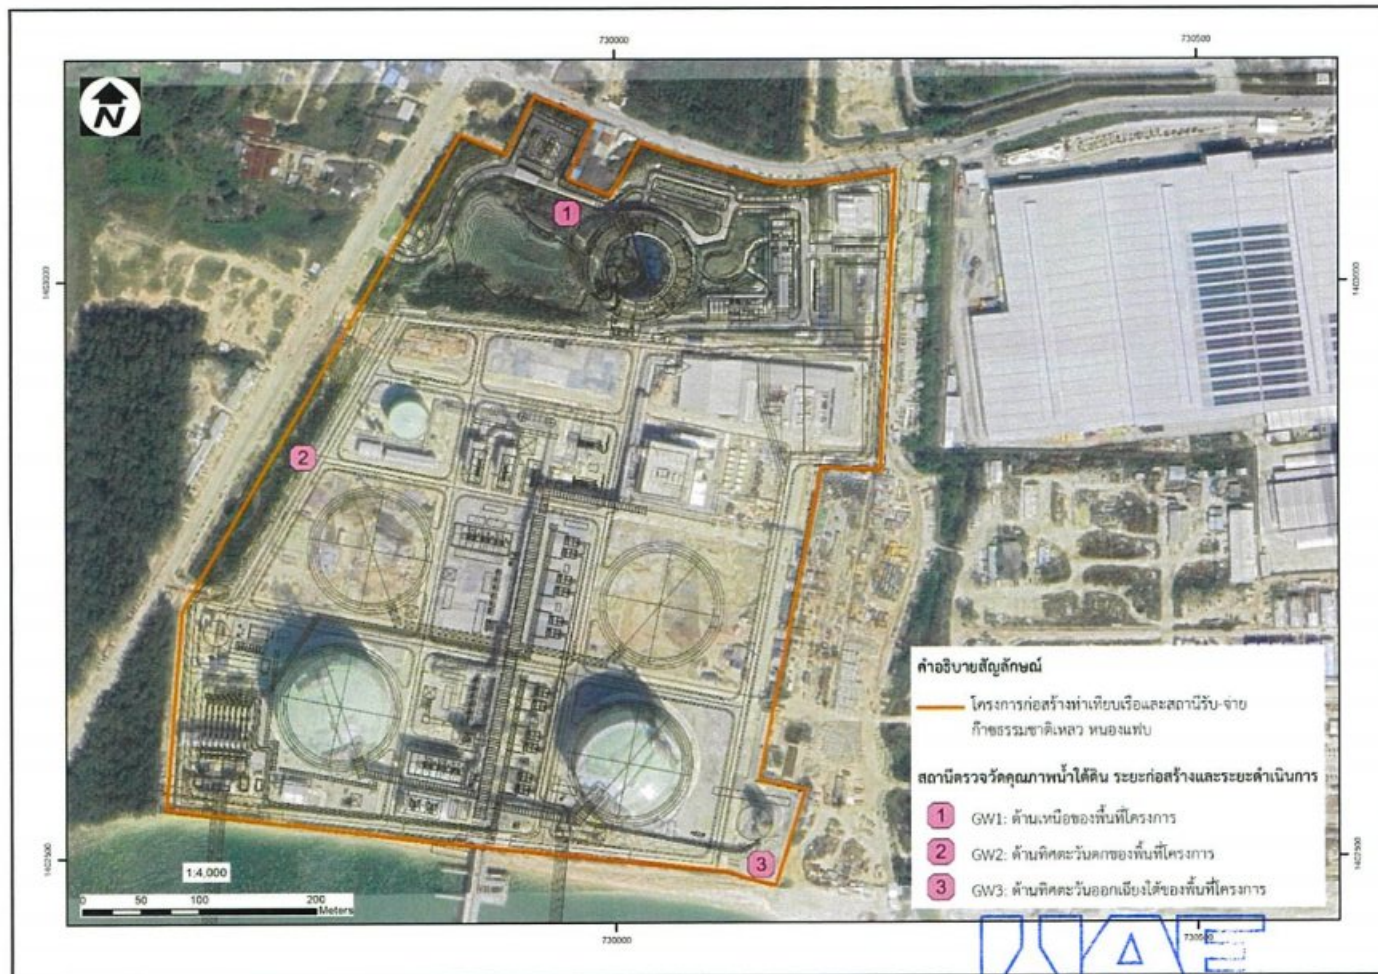 730000
730500
N
1
1403000
1403000
2
คำอธิบายสัญลักษณ์
โครงการก่อสร้างท่าเทียบเรือและสถานีรับ-จ่าย
ก๊าซธรรมชาติเหลว หนองแฟบ
สถานีตรวจวัดคุณภาพน้ำใต้ดิน ระยะก่อสร้างและระยะดำเนินการ
1 GW1: ด้านเหนือของพื้นที่โครงการ
2 GW2: ด้านทิศตะวันตกของพื้นที่โครงการ
3 GW3: ด้านทิศตะวันออกเฉียงใต้ของพื้นที่โครงการ
3
1402500
1402500
1:4,000
0 50 100 200
Meters
730000
730500
UAE